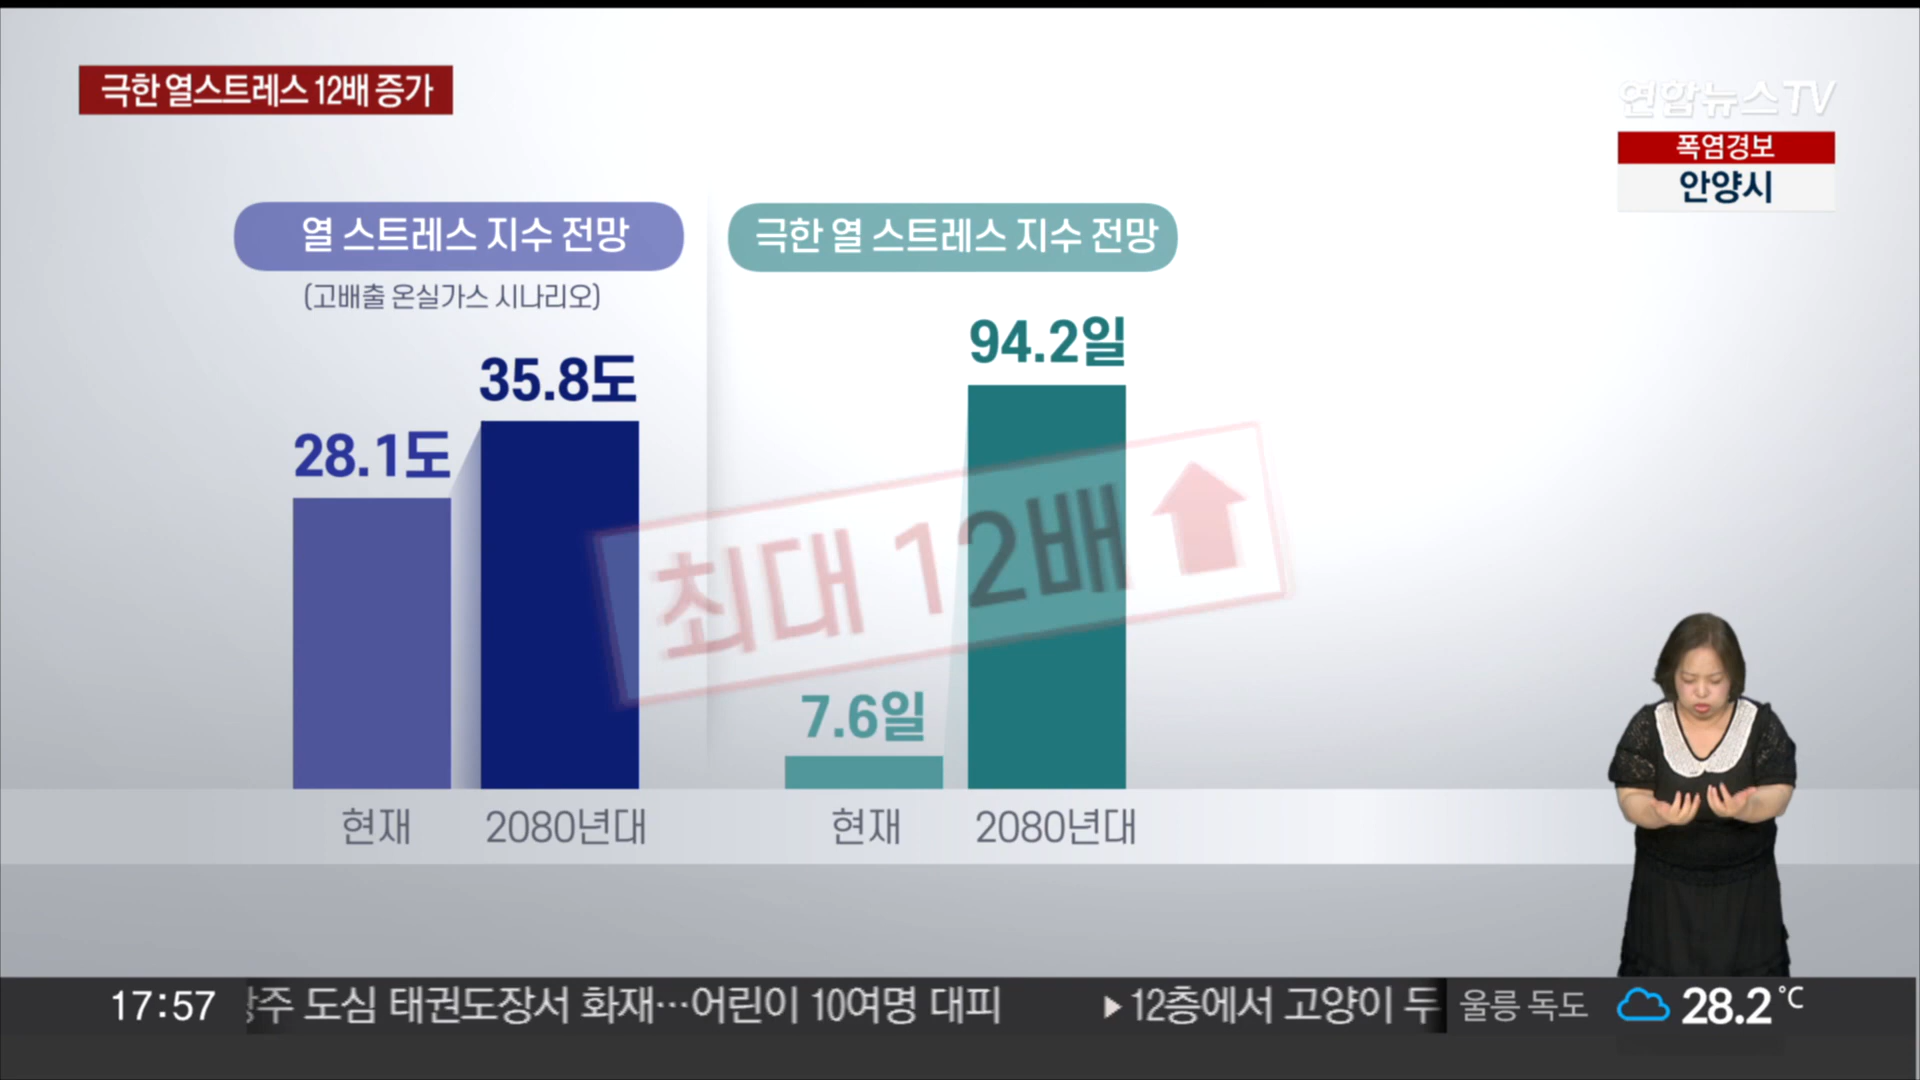 극한 열스트레스 12배 증가
연합뉴스TV
폭염경보
안양시
열 스트레스 지수 전망
(고배출 온실가스 시나리오)
28.1도
35.8도
현재
2080년대
극한 열 스트레스 지수 전망
7.6일
94.2일
현재
2080년대
최대 12배
17:57
도심 태권도장서 화재…어린이 10여명 대피
▶12층에서 고양이 두
울릉 독도
28.2℃